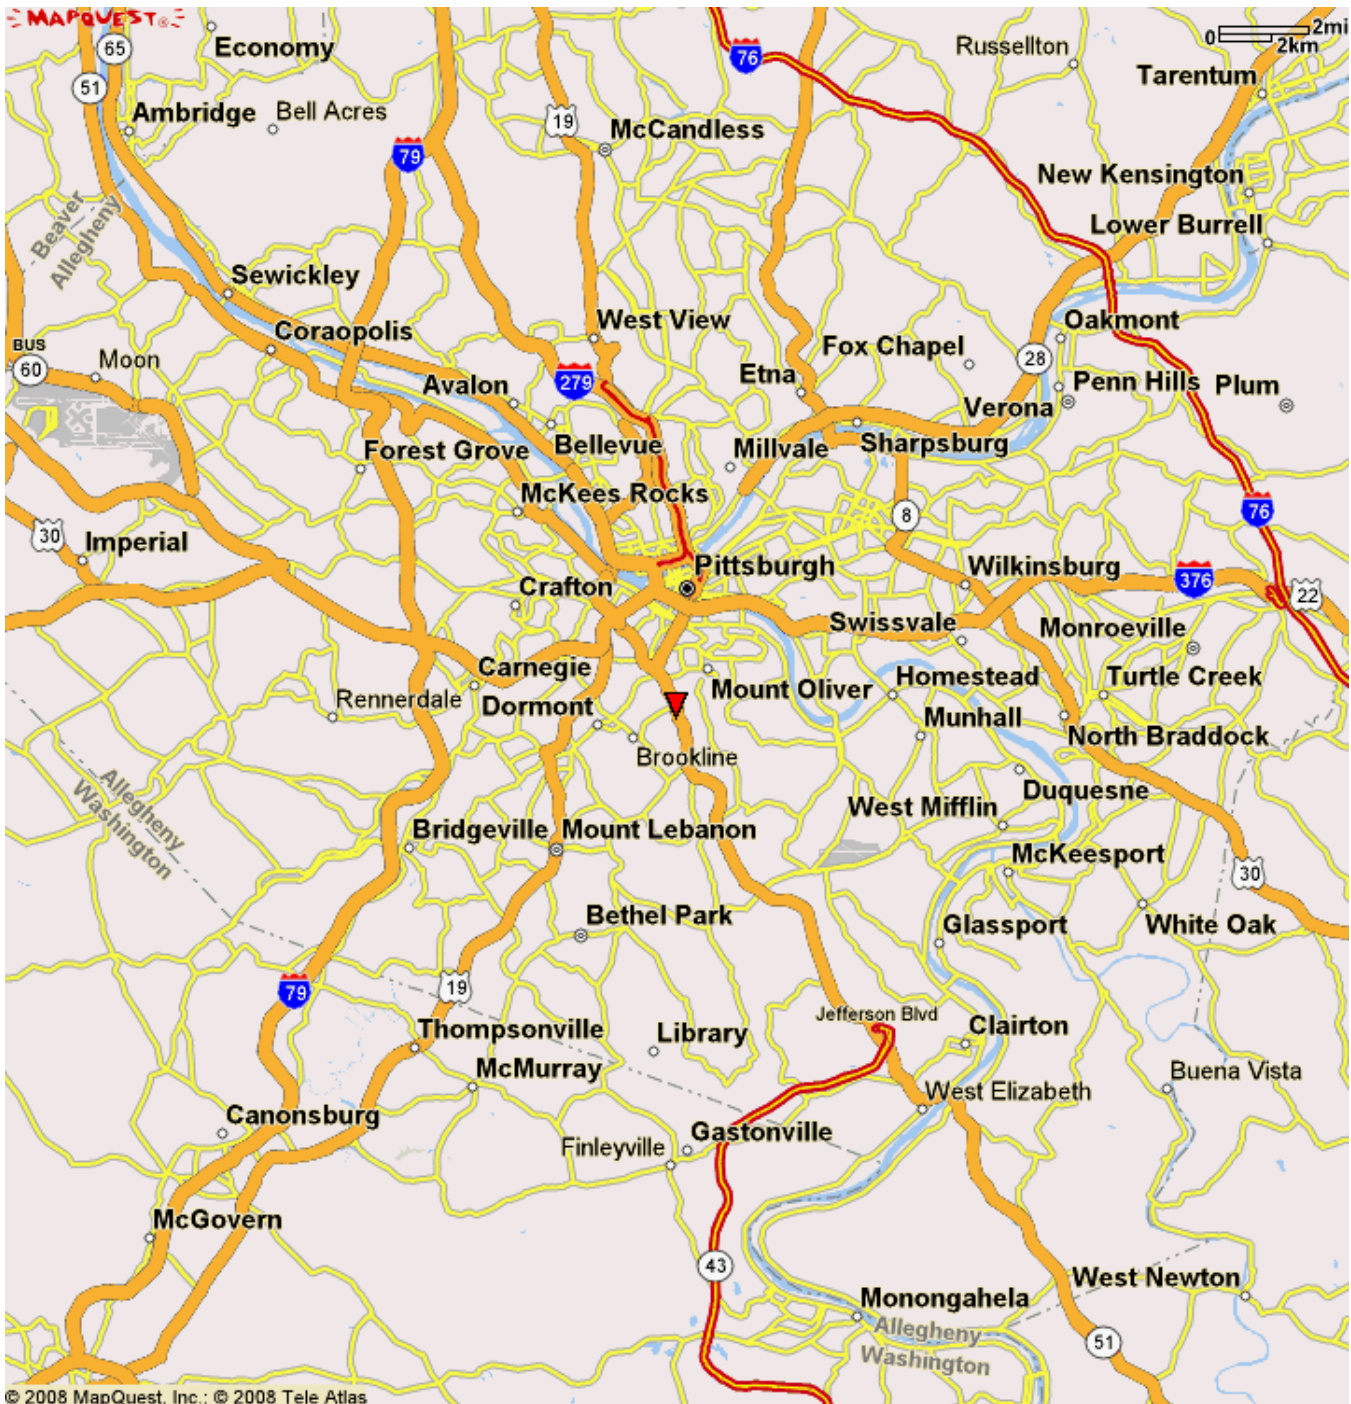 MAPQUEST®
Economy
65
51
Ambridge
Bell Acres
79
19
McCandless
76
Russellton
0 2mi
2km
Tarentum
New Kensington
Lower Burrell
Beaver
Allegheny
Sewickley
Coraopolis
West View
Oakmont
BUS
60
Moon
Avalon
279
Etna
Fox Chapel
28
Penn Hills
Plum
Verona
Forest Grove
Bellevue
Millvale
Sharpsburg
McKees Rocks
8
76
30
Imperial
Crafton
Pittsburgh
Wilkinsburg
376
22
Swissvale
Monroeville
Carnegie
Rennerdale
Dormont
Mount Oliver
Homestead
Turtle Creek
Munhall
North Braddock
Brookline
Allegheny
Washington
Duquesne
West Mifflin
Bridgeville
Mount Lebanon
McKeesport
30
Bethel Park
Glassport
White Oak
79
19
Jefferson Blvd
Thompsonville
Library
Clairton
McMurray
West Elizabeth
Buena Vista
Canonsburg
Finleyville
Gastonville
McGovern
43
West Newton
Monongahela
Allegheny
Washington
51
© 2008 MapQuest, Inc.; © 2008 Tele Atlas